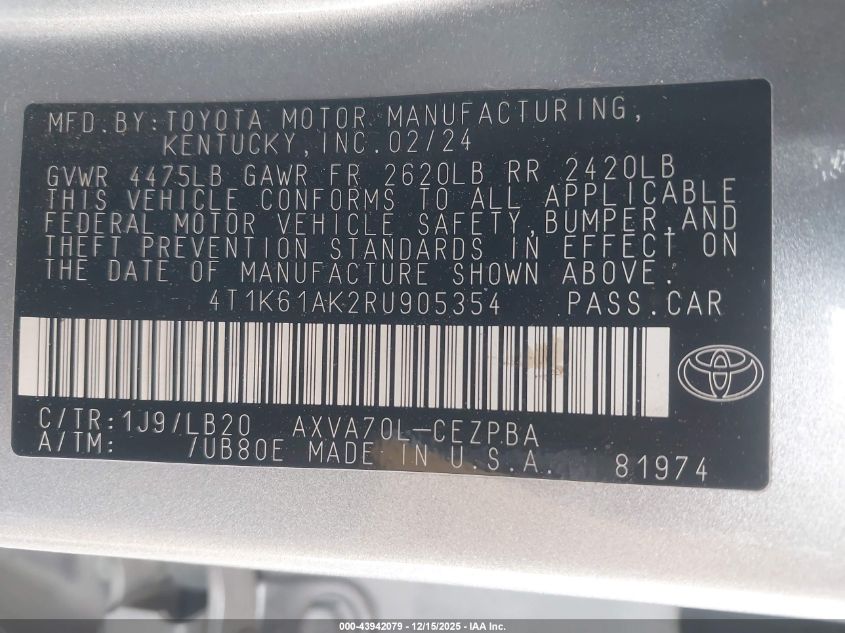 MFD.BY:TOYOTA MOTOR MANUFACTURING,
KENTUCKY, INC.02/24
GVWR 4475LB GAWR FR 2620LB RR 2420LB
THIS VEHICLE CONFORMS TO ALL APPLICABLE
FEDERAL MOTOR VEHICLE SAFETY,BUMPER,AND
THEFT PREVENTION STANDARDS IN EFFECT ON
THE DATE OF MANUFACTURE SHOWN ABOVE.
4T1K61AK2RU905354 PASS.CAR
C/TR:1J9/LB20 AXVA70L-CEZPBA
A/TM: /UB80E MADE IN U.S.A. 81974
000-43942079 - 12/15/2025 - IAA Inc.